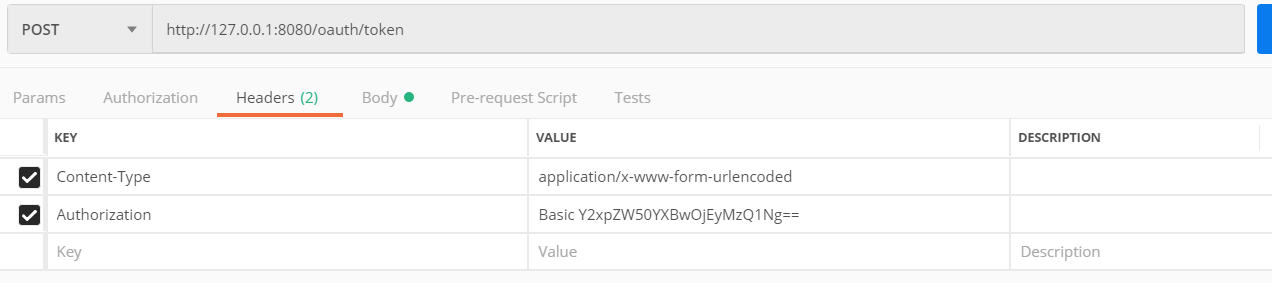 POST http://127.0.0.1:8080/oauth/token
Params Authorization Headers (2) Body Pre-request Script Tests
KEY VALUE DESCRIPTION
Content-Type application/x-www-form-urlencoded
Authorization Basic Y2xpZW50YXBwOjEyMzQ1Ng==
Key Value Description